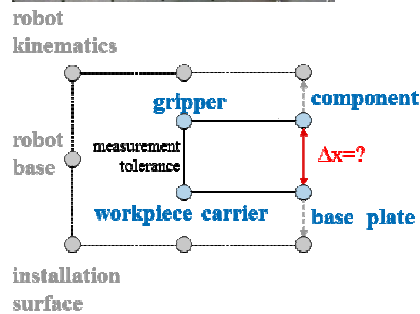 robot
kinematics
gripper
component
robot
base
measurement
tolerance
Δx=?
workpiece carrier
base plate
installation
surface